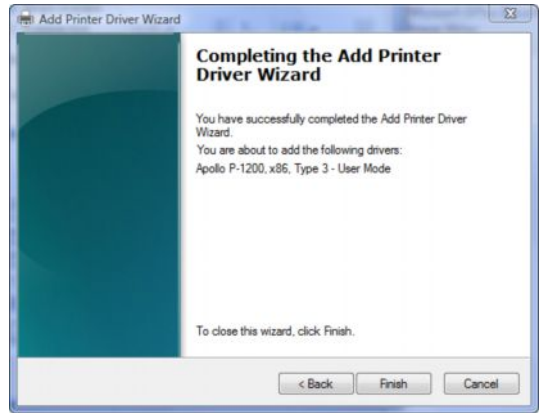 Add Printer Driver Wizard
Completing the Add Printer
Driver Wizard
You have successfully completed the Add Printer Driver
Wizard.
You are about to add the following drivers:
Apollo P-1200, x86, Type 3 - User Mode
To close this wizard, click Finish.
< Back Finish Cancel